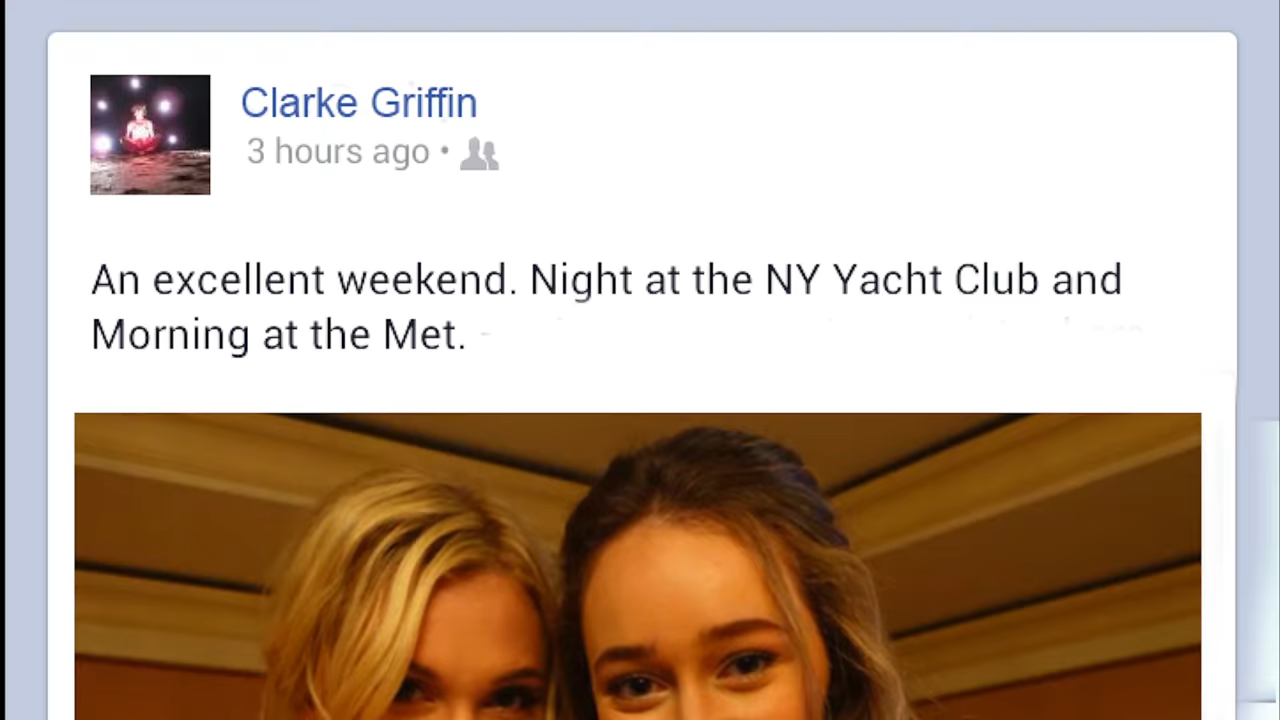 Clarke Griffin
3 hours ago •
An excellent weekend. Night at the NY Yacht Club and
Morning at the Met.